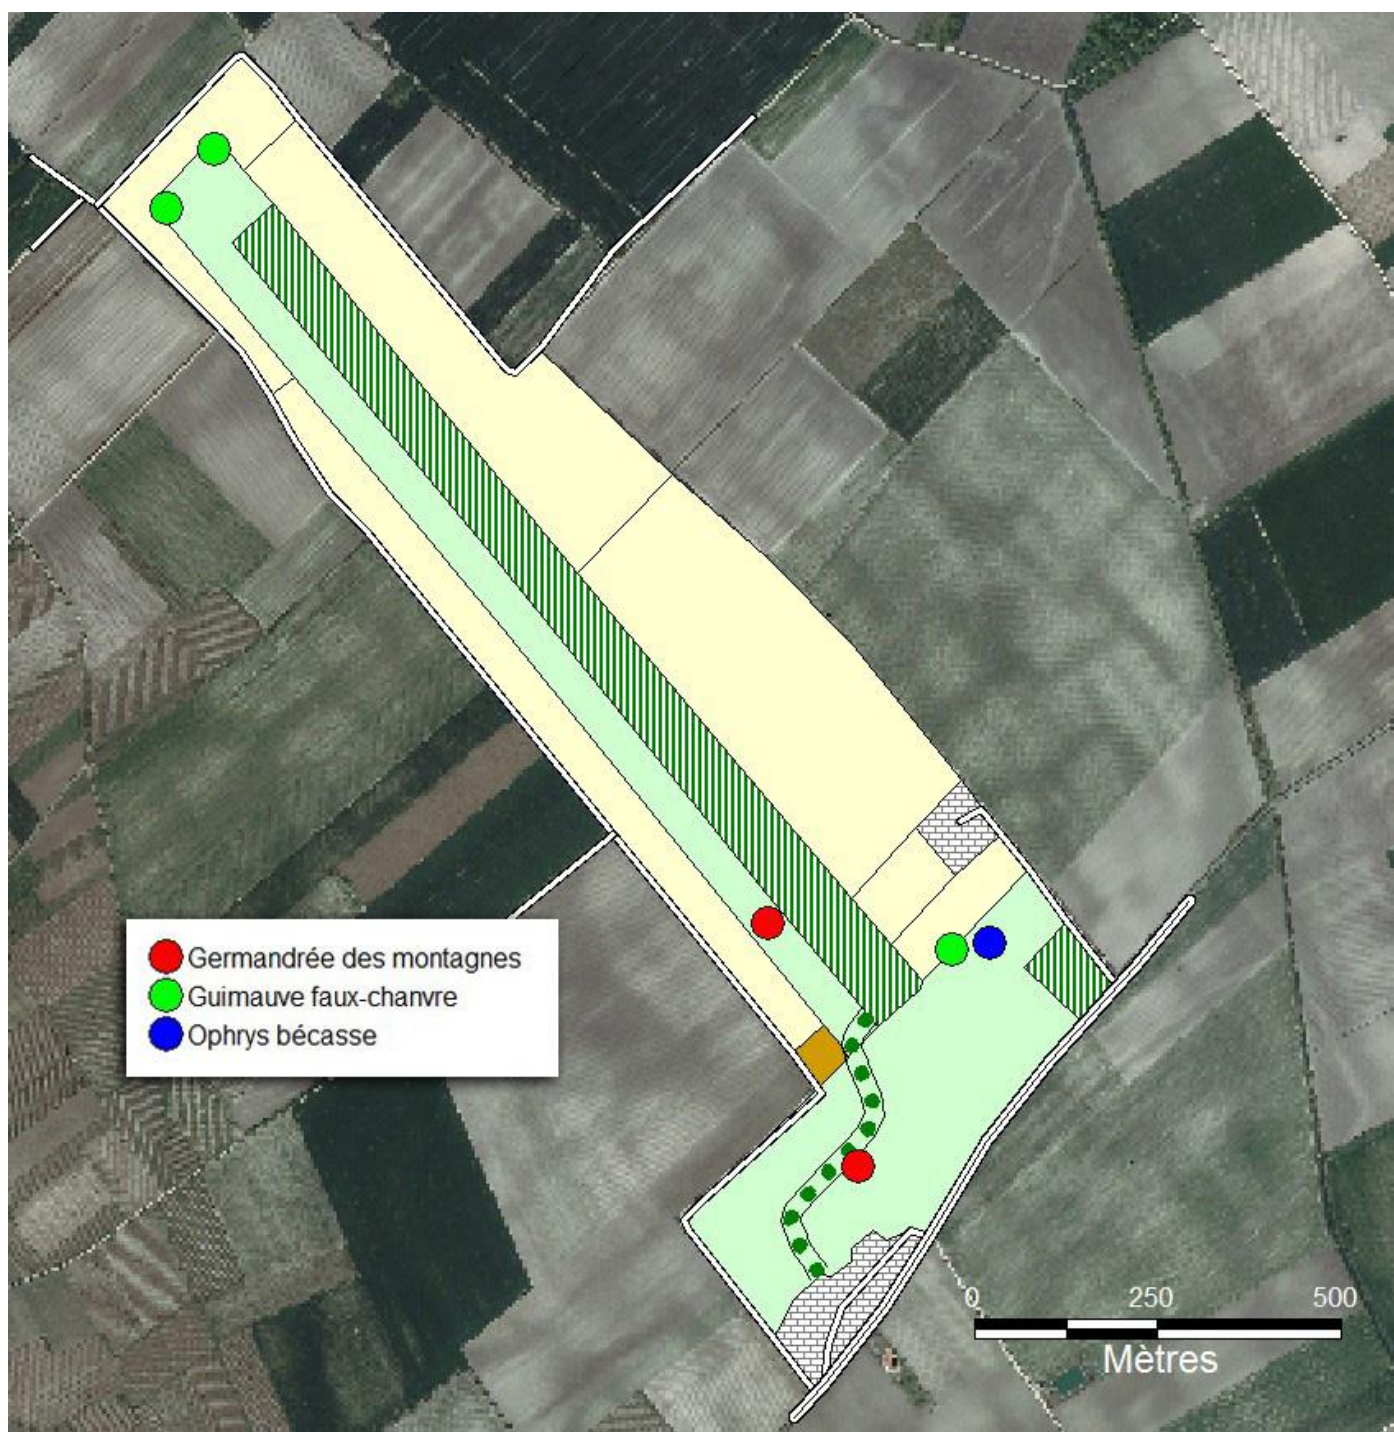 Germandrée des montagnes
Guimauve faux-chanvre
Ophrys bécasse
0 250 500
Mètres